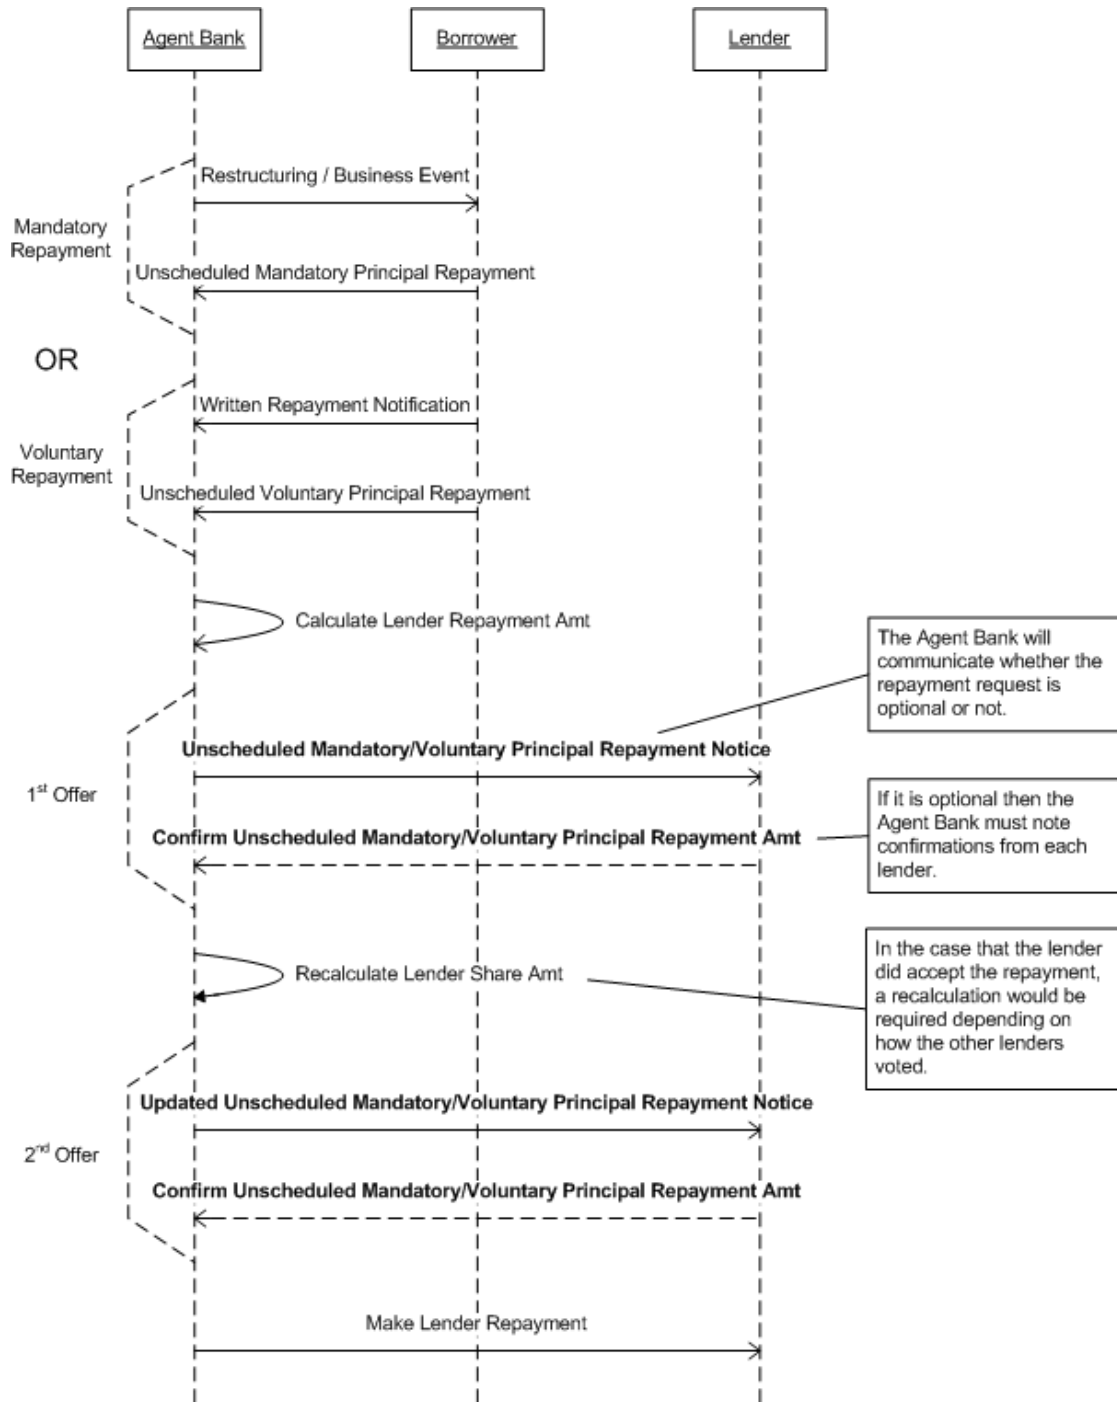 Agent Bank
Borrower
Lender
Restructuring / Business Event
Mandatory
Repayment
Unscheduled Mandatory Principal Repayment
OR
Written Repayment Notification
Voluntary
Repayment
Unscheduled Voluntary Principal Repayment
Calculate Lender Repayment Amt
The Agent Bank will
communicate whether the
repayment request is
optional or not.
Unscheduled Mandatory/Voluntary Principal Repayment Notice
1st Offer
If it is optional then the
Agent Bank must note
confirmations from each
lender.
Confirm Unscheduled Mandatory/Voluntary Principal Repayment Amt
Recalculate Lender Share Amt
In the case that the lender
did accept the repayment,
a recalculation would be
required depending on
how the other lenders
voted.
Updated Unscheduled Mandatory/Voluntary Principal Repayment Notice
2nd Offer
Confirm Unscheduled Mandatory/Voluntary Principal Repayment Amt
Make Lender Repayment